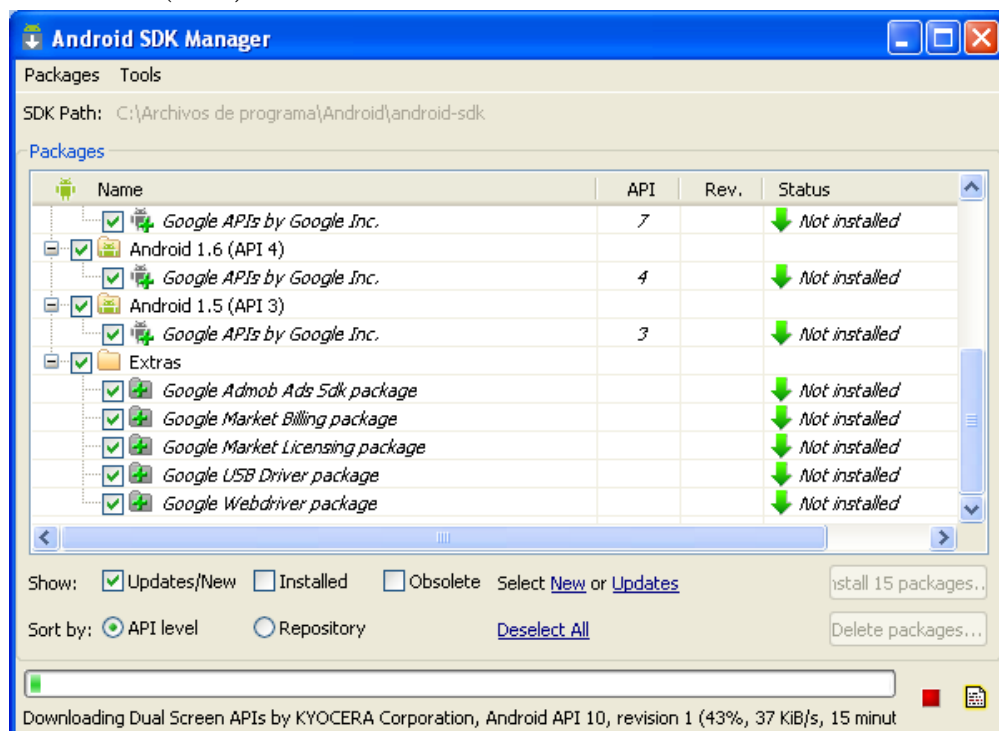 Android SDK Manager
Packages Tools
SDK Path: C:\Archivos de programa\Android\android-sdk
Packages
Name API Rev. Status
Google APIs by Google Inc. 7 Not installed
Android 1.6 (API 4)
Google APIs by Google Inc. 4 Not installed
Android 1.5 (API 3)
Google APIs by Google Inc. 3 Not installed
Extras
Google Admob Ads Sdk package Not installed
Google Market Billing package Not installed
Google Market Licensing package Not installed
Google USB Driver package Not installed
Google Webdriver package Not installed
Show: Updates/New Installed Obsolete Select New or Updates nstall 15 packages..
Sort by: API level Repository Deselect All Delete packages...
Downloading Dual Screen APIs by KYOCERA Corporation, Android API 10, revision 1 (43%, 37 KiB/s, 15 minut